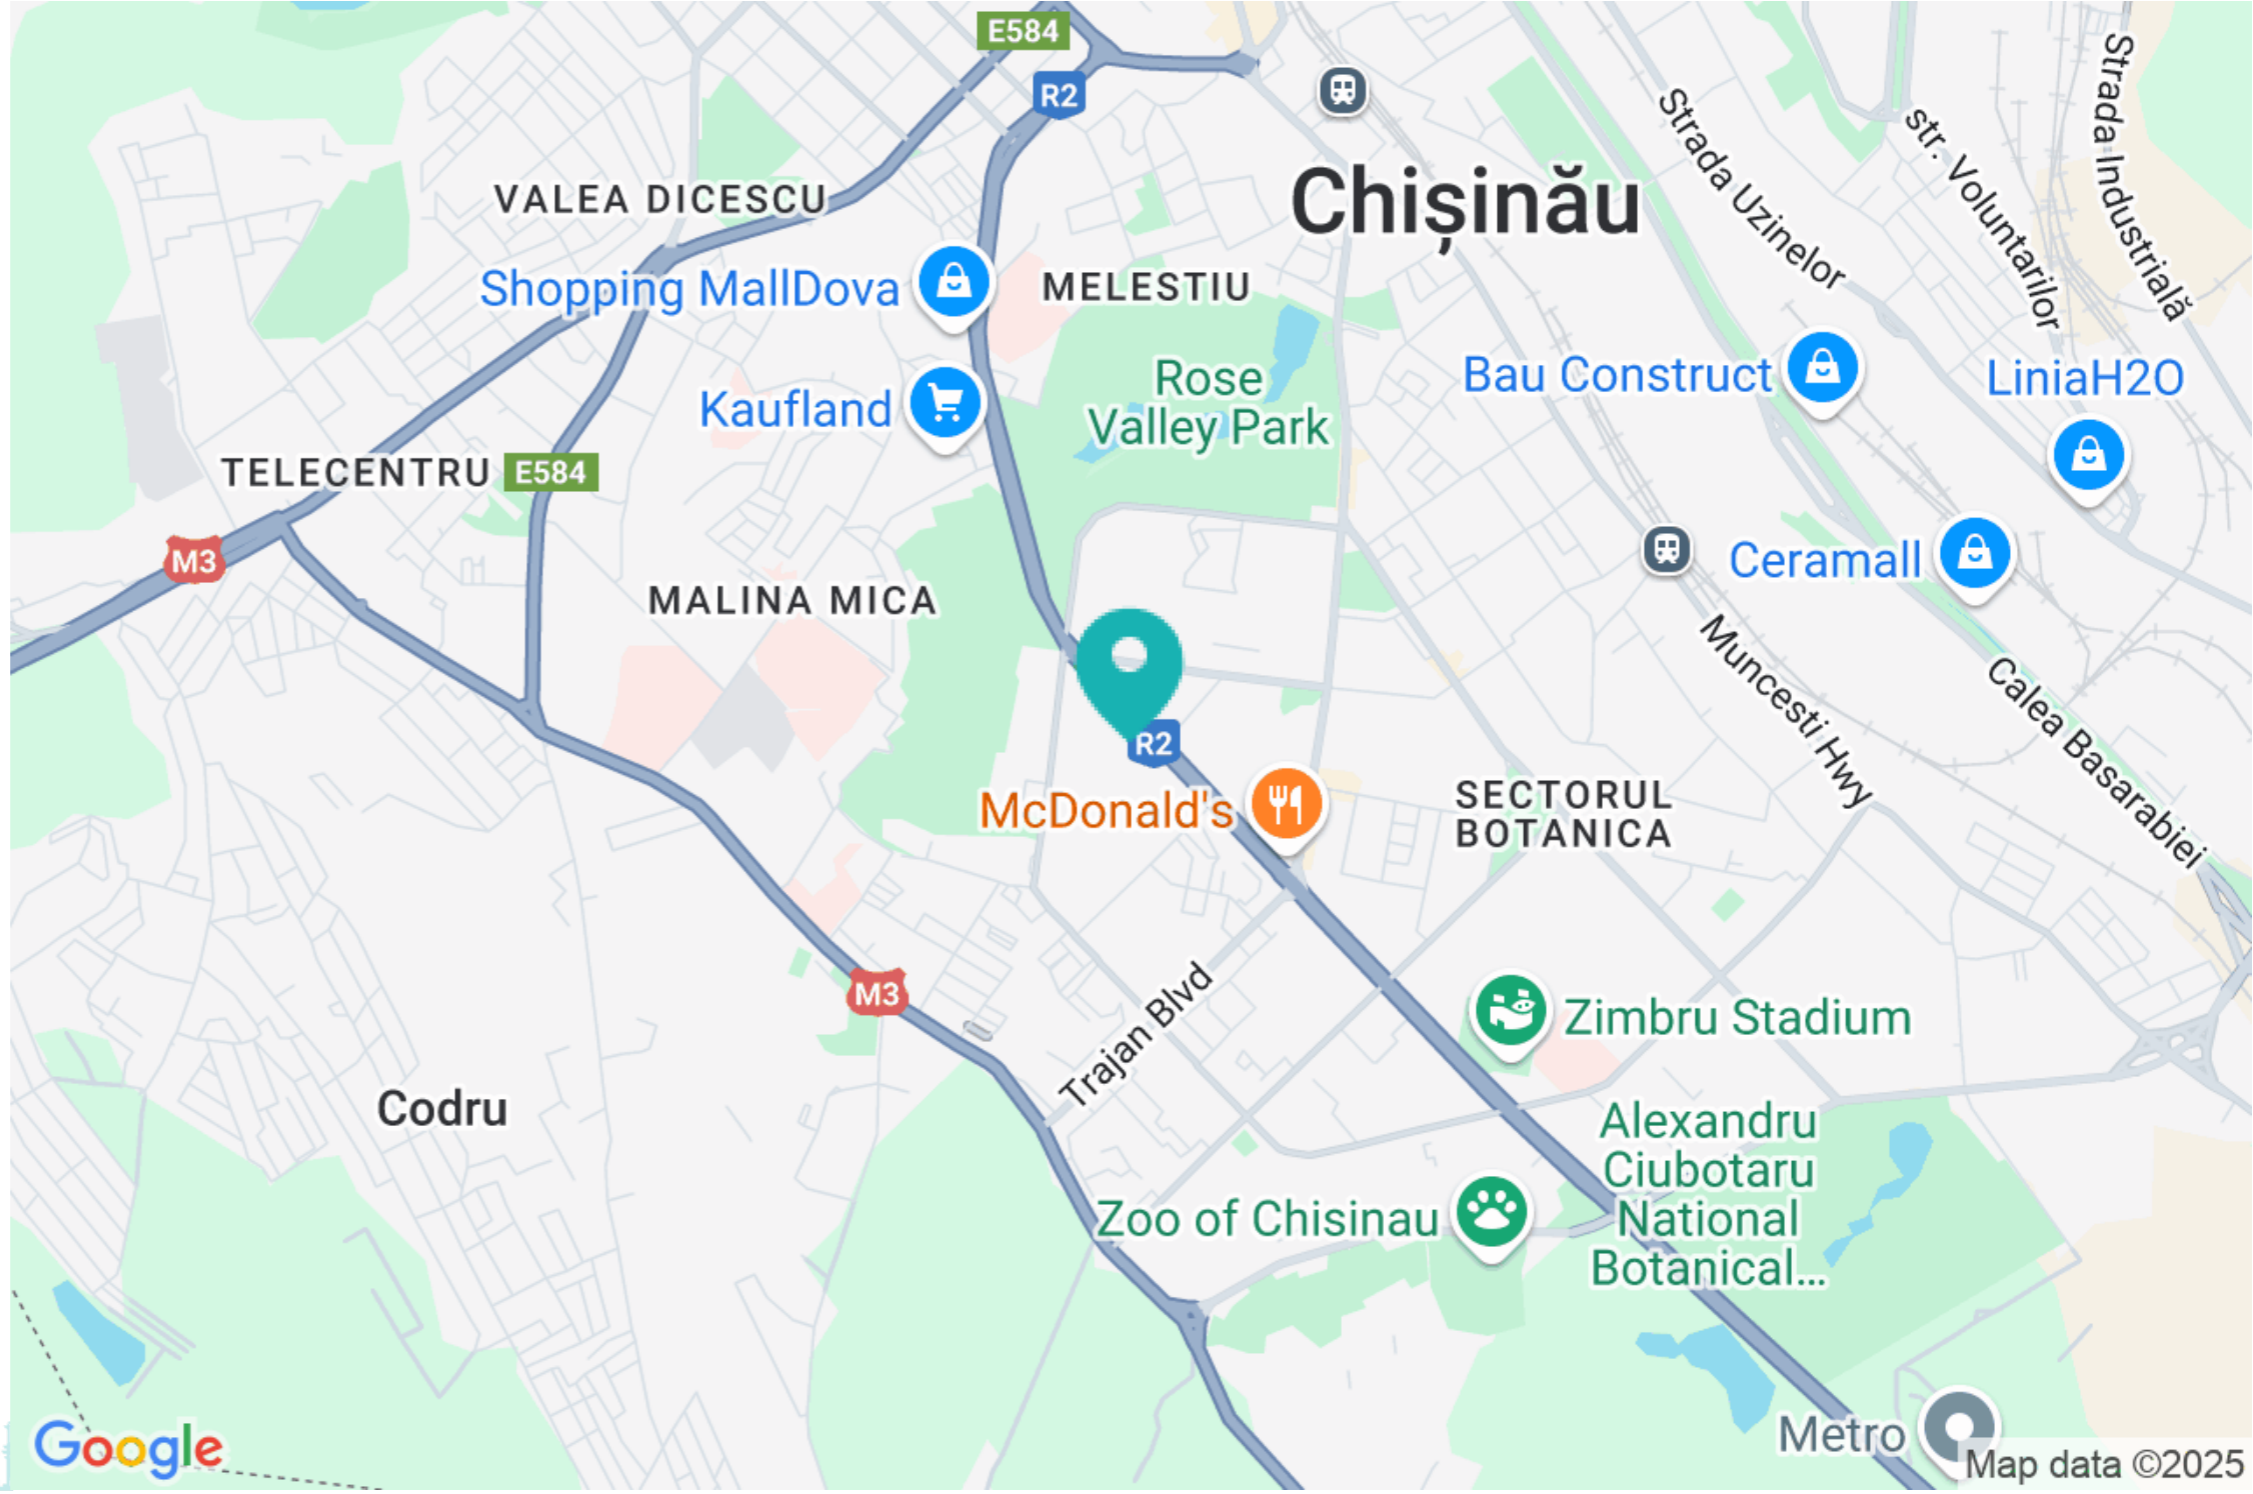 E584
R2
Strada Industrială
Strada Uzinelor
str. Voluntarilor
VALEA DICESCU
Chișinău
Shopping MallDova
MELESTIU
Rose
Valley Park
Bau Construct
LiniaH2O
Kaufland
TELECENTRU
E584
M3
Ceramall
MALINA MICA
Muncesti Hwy
Calea Basarabiei
R2
McDonald's
SECTORUL
BOTANICA
M3
Trajan Blvd
Zimbru Stadium
Codru
Alexandru
Ciubotaru
National
Botanical...
Zoo of Chisinau
Metro
Google
Map data ©2025